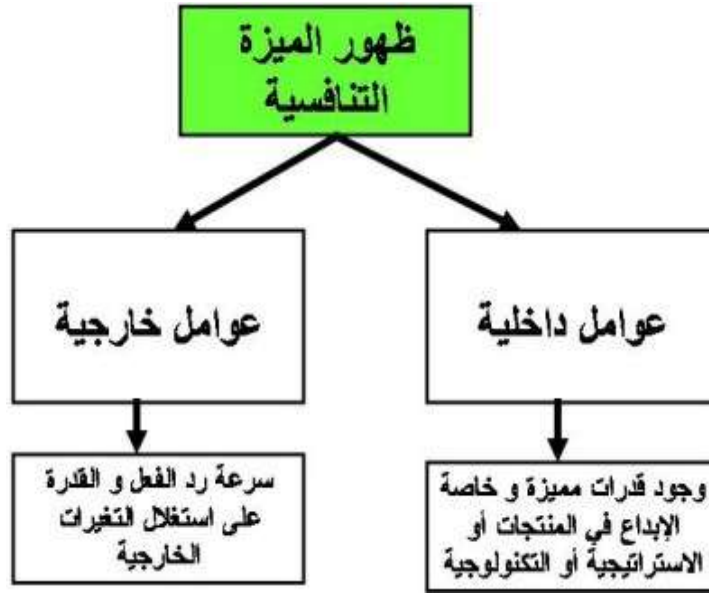 ظهور الميزة
التنافسية
عوامل داخلية
عوامل خارجية
وجود قدرات مميزة و خاصة
الإبداع في المنتجات أو
الاستراتيجية أو التكنولوجية
سرعة رد الفعل و القدرة
على استغلال التغيرات
الخارجية